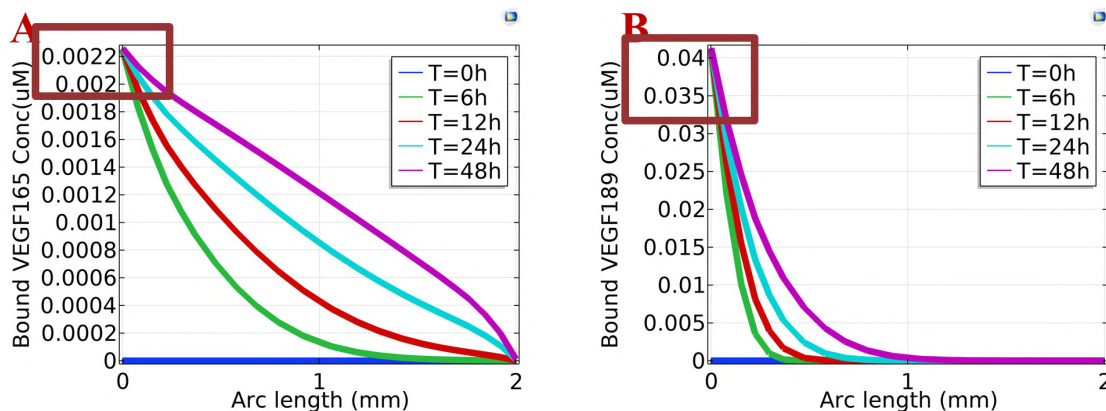 A
Bound VEGF165 Conc(uM)
0.0022
0.002
0.0018
0.0016
0.0014
0.0012
0.001
0.0008
0.0006
0.0004
0.0002
0
0 1 2
Arc length (mm)
T=0h
T=6h
T=12h
T=24h
T=48h
B
Bound VEGF189 Conc(uM)
0.04
0.035
0.03
0.025
0.02
0.015
0.01
0.005
0
0 1 2
Arc length (mm)
T=0h
T=6h
T=12h
T=24h
T=48h